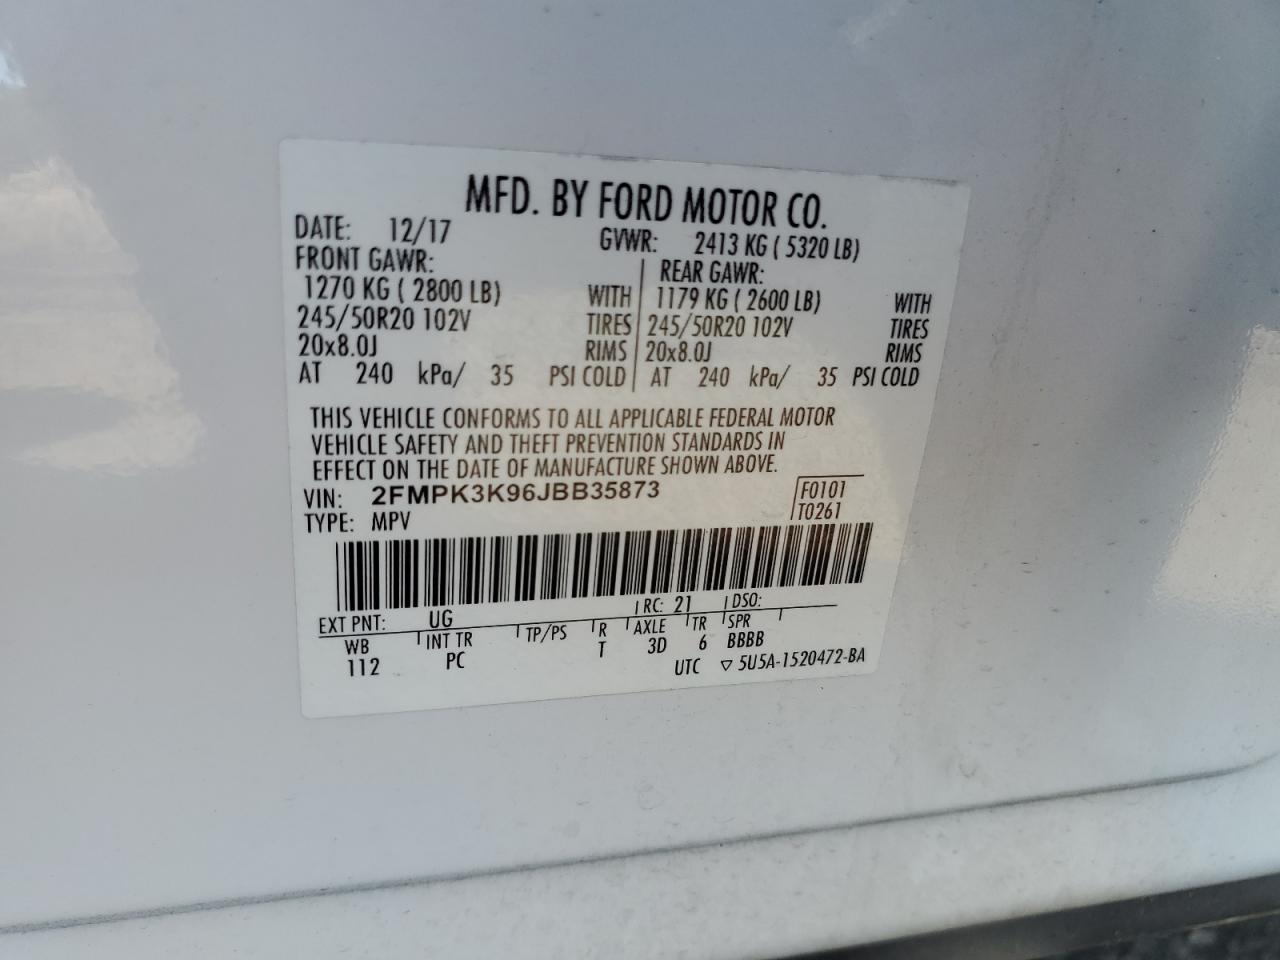 MFD. BY FORD MOTOR CO.
DATE: 12/17 GVWR: 2413 KG ( 5320 LB)
FRONT GAWR: REAR GAWR:
1270 KG ( 2800 LB) WITH 1179 KG ( 2600 LB) WITH
245/50R20 102V TIRES 245/50R20 102V TIRES
20x8.0J RIMS 20x8.0J RIMS
AT 240 kPa/ 35 PSI COLD AT 240 kPa/ 35 PSI COLD
THIS VEHICLE CONFORMS TO ALL APPLICABLE FEDERAL MOTOR
VEHICLE SAFETY AND THEFT PREVENTION STANDARDS IN
EFFECT ON THE DATE OF MANUFACTURE SHOWN ABOVE.
VIN: 2FMPK3K96JBB35873 F0101
TYPE: MPV T0261
EXT PNT: UG RC: 21 DSO:
WB INT TR TP/PS R AXLE TR SPR
112 PC T 3D 6 BBBB
UTC ▽ 5U5A-1520472-BA